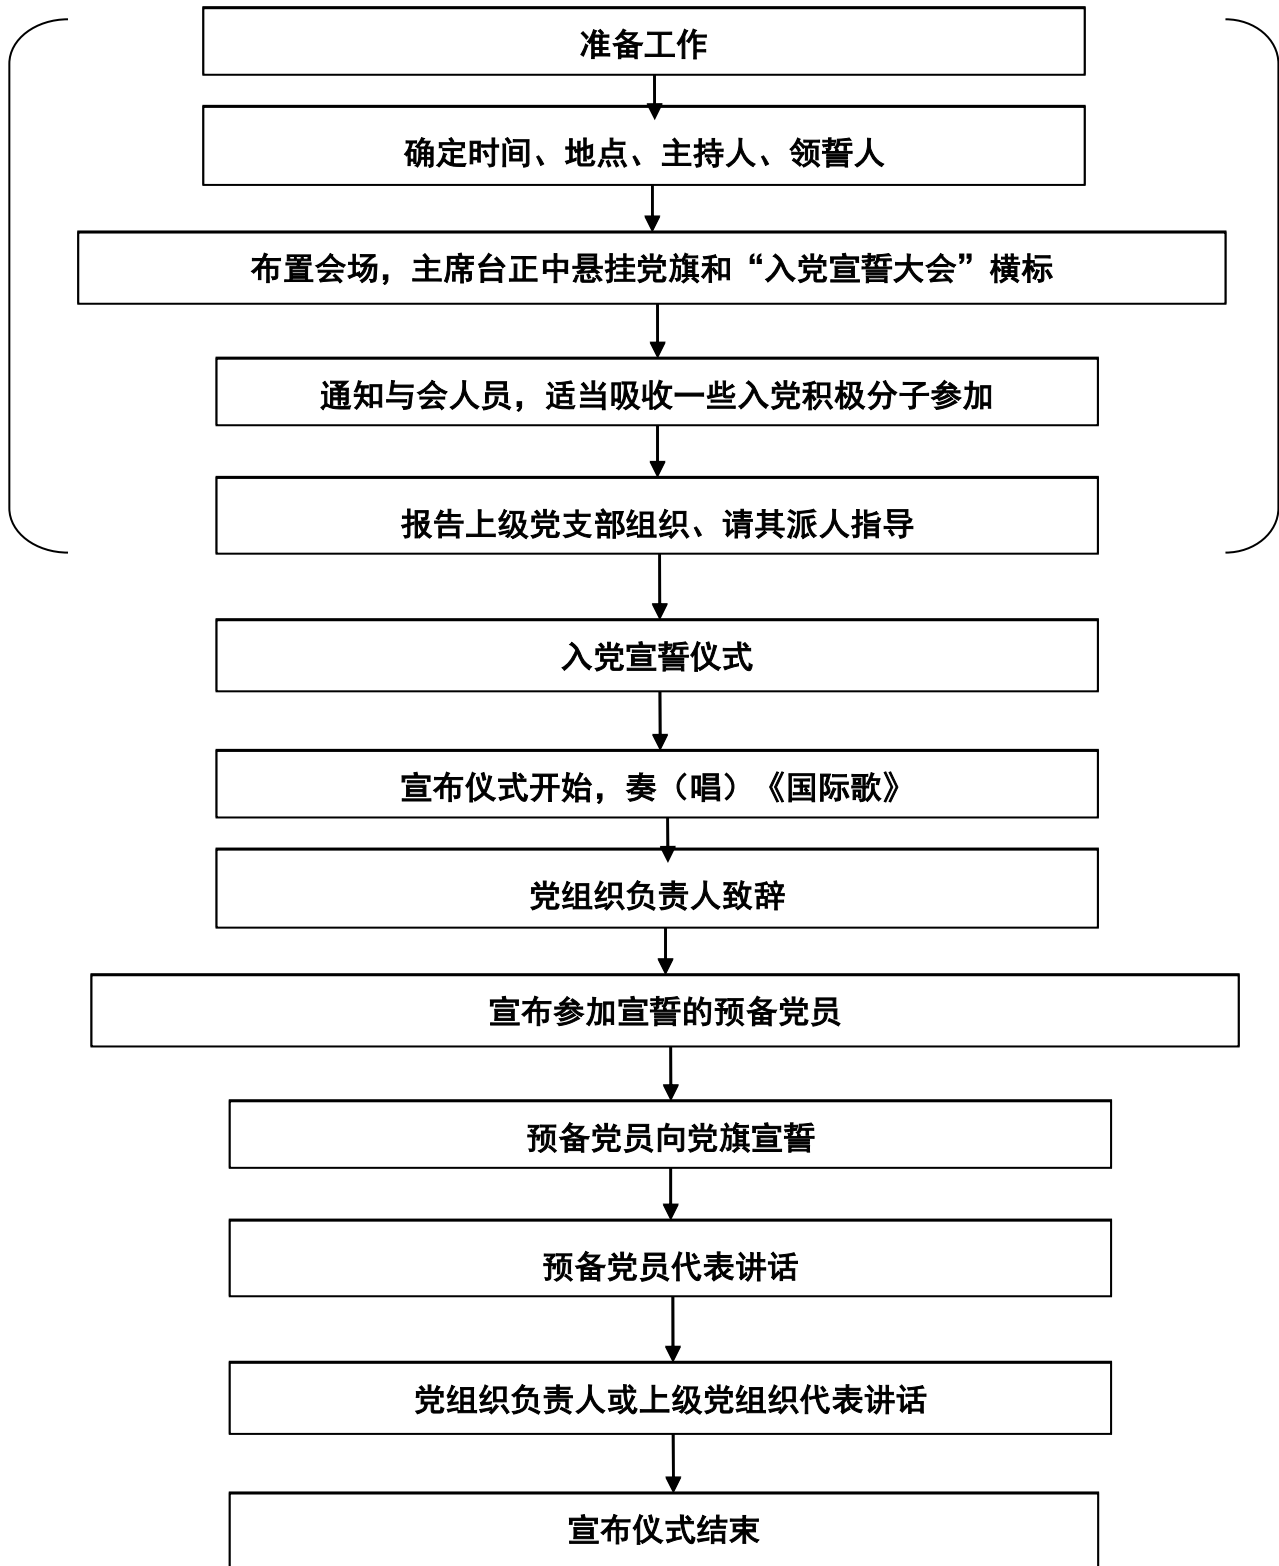 准备工作
确定时间、地点、主持人、领誓人
布置会场，主席台正中悬挂党旗和“入党宣誓大会”横标
通知与会人员，适当吸收一些入党积极分子参加
报告上级党支部组织、请其派人指导
入党宣誓仪式
宣布仪式开始，奏（唱）《国际歌》
党组织负责人致辞
宣布参加宣誓的预备党员
预备党员向党旗宣誓
预备党员代表讲话
党组织负责人或上级党组织代表讲话
宣布仪式结束